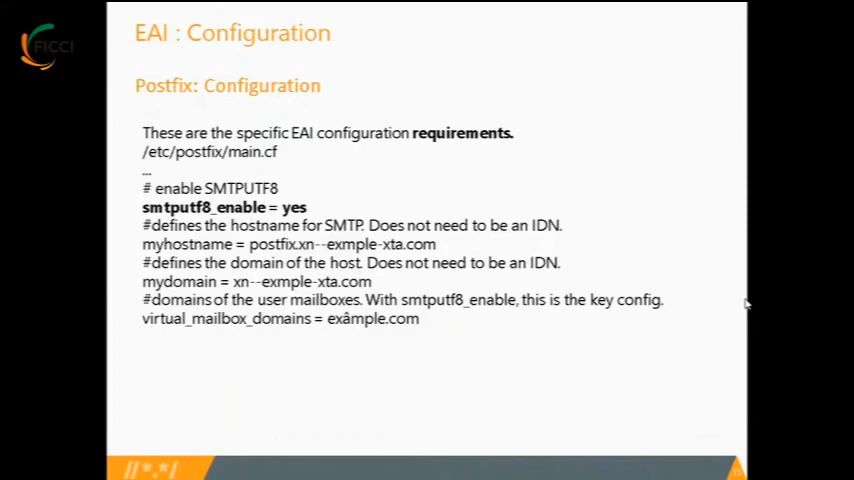 FICCI
EAI : Configuration
Postfix: Configuration
These are the specific EAI configuration requirements.
/etc/postfix/main.cf
...
# enable SMTPUTF8
smtputf8_enable = yes
#defines the hostname for SMTP. Does not need to be an IDN.
myhostname = postfix.xn--exmple-xta.com
#defines the domain of the host. Does not need to be an IDN.
mydomain = xn--exmple-xta.com
#domains of the user mailboxes. With smtputf8_enable, this is the key config.
virtual_mailbox_domains = exâmple.com
//*.*/